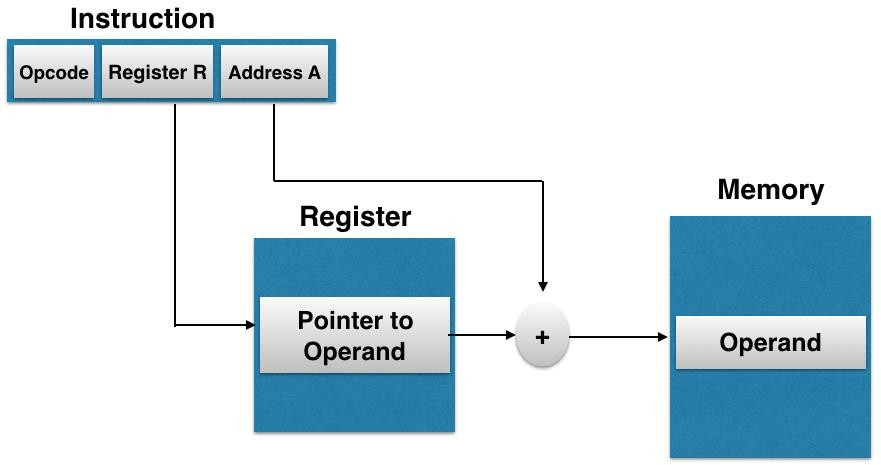 Instruction
Opcode Register R Address A
Memory
Register
Pointer to
Operand
+
Operand